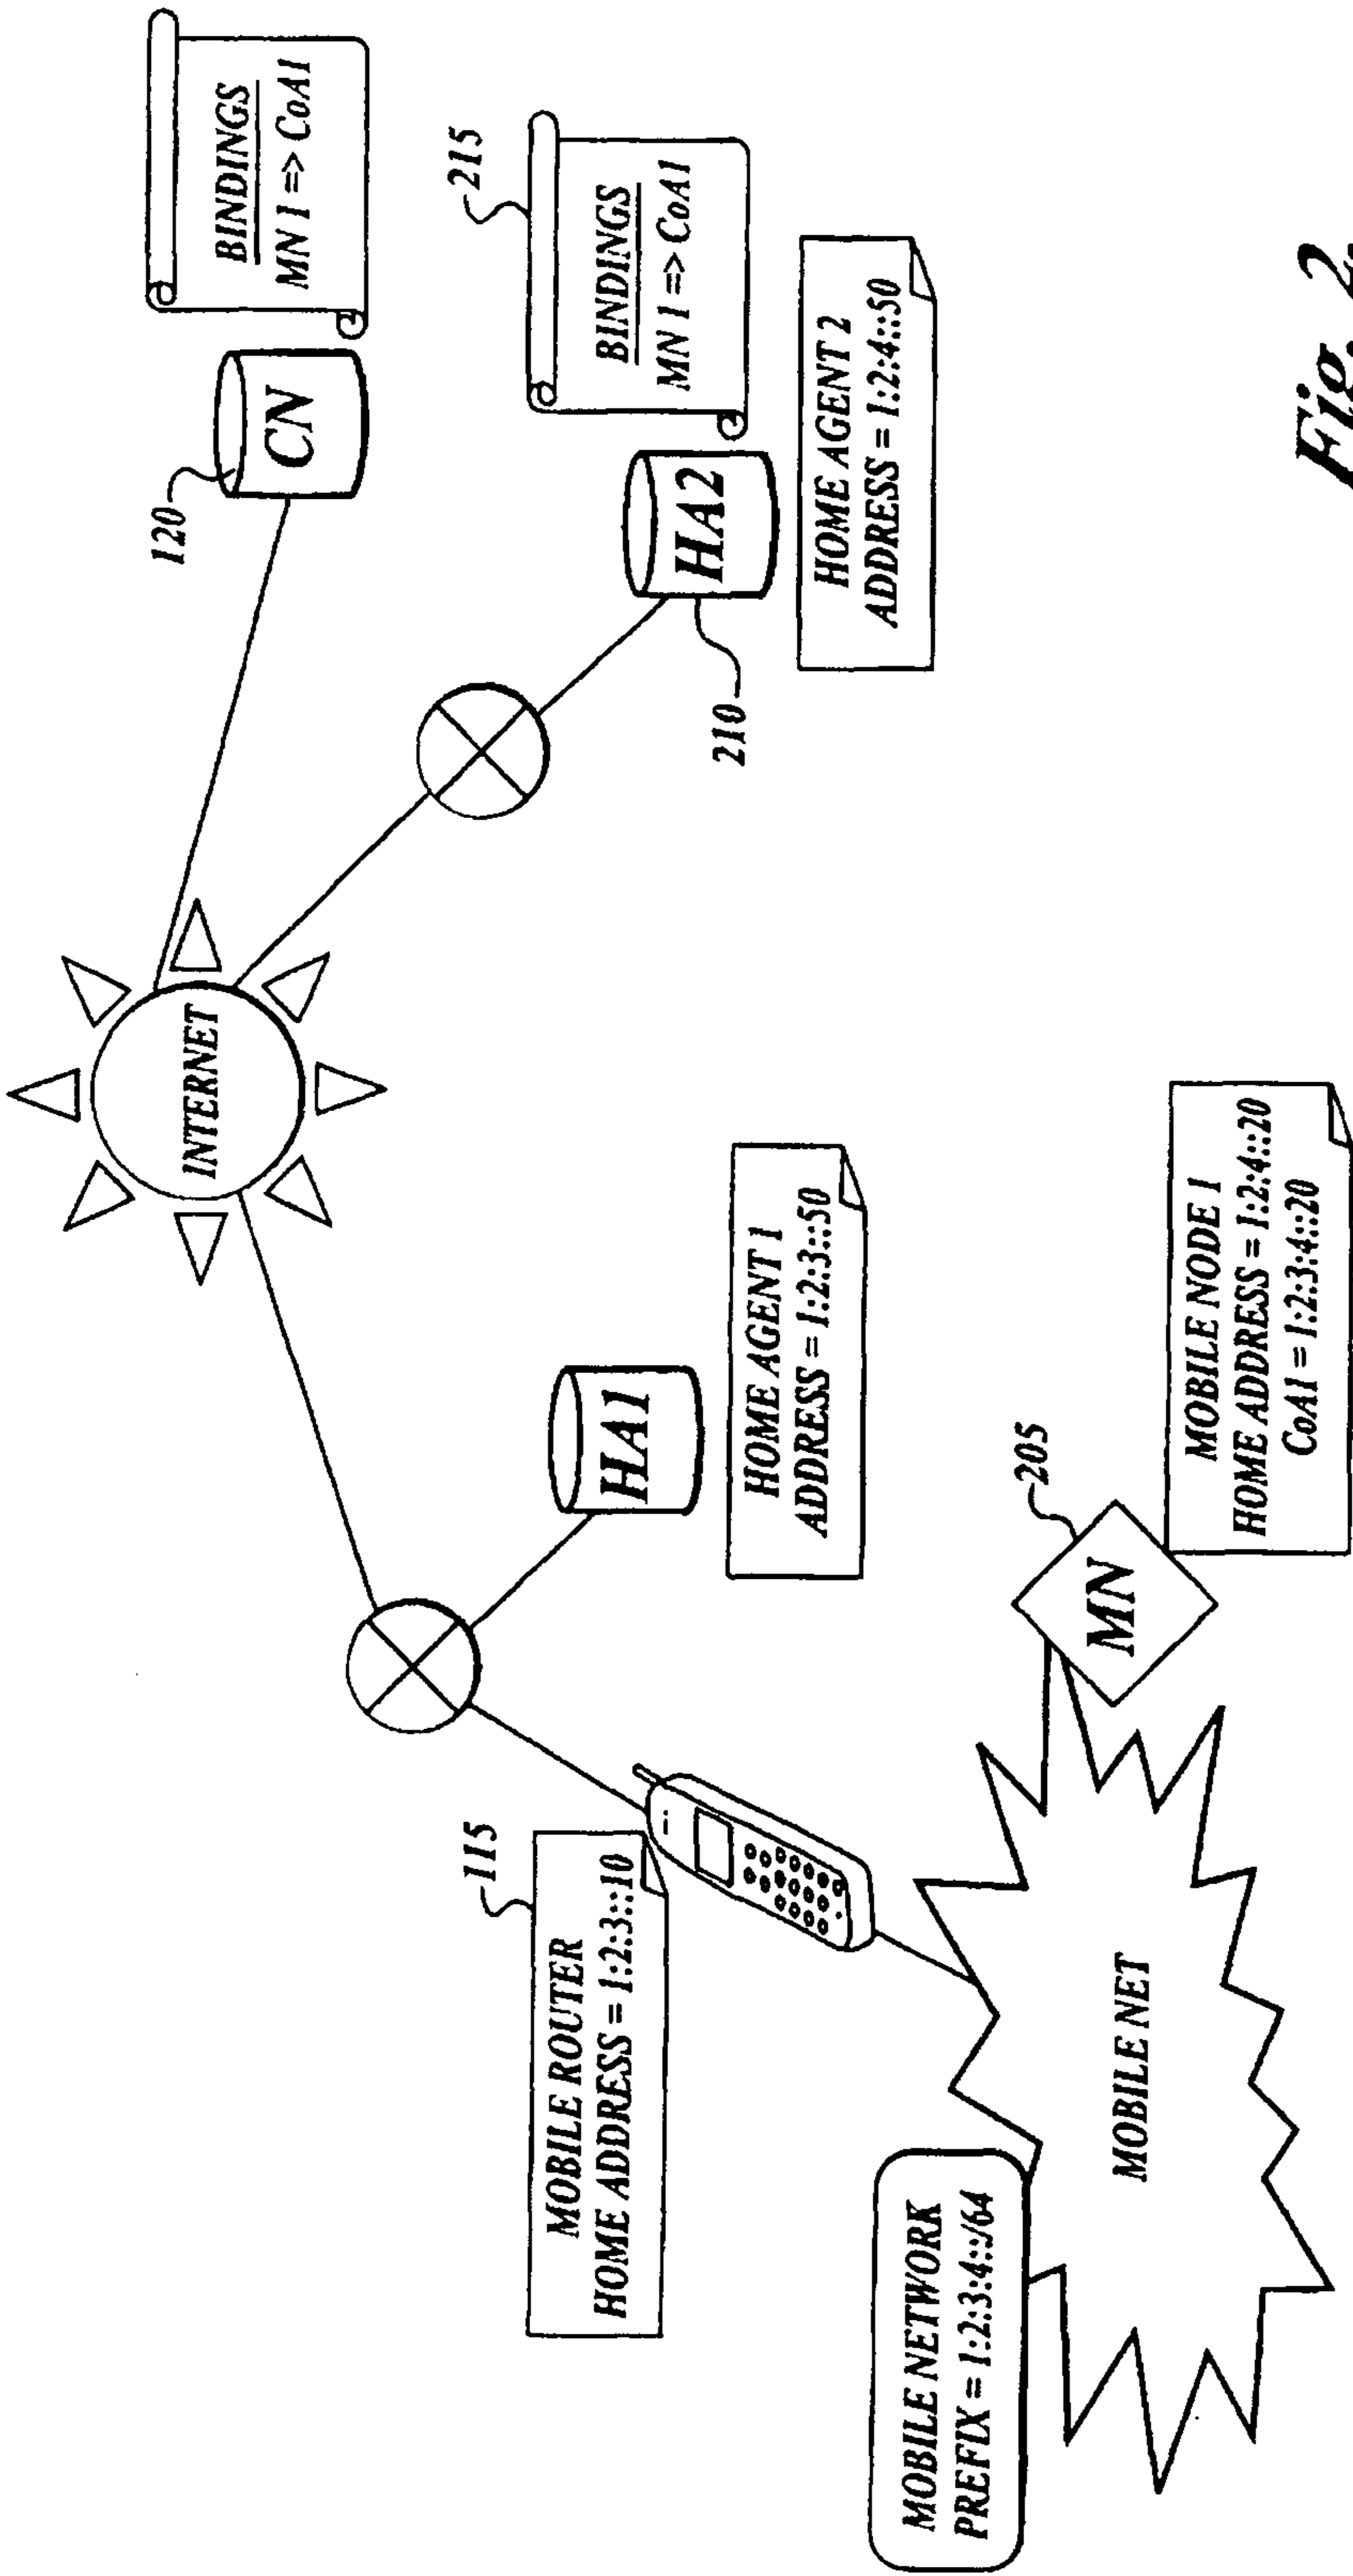 BINDINGS
MN 1 => CoA1
120
CN
215
BINDINGS
MN 1 => CoA1
INTERNET
HA2
210
HOME AGENT 2
ADDRESS = 1:2:4::50
115
MOBILE ROUTER
HOME ADDRESS = 1:2:3::10
HA1
HOME AGENT 1
ADDRESS = 1:2:3::50
MOBILE NETWORK
PREFIX = 1:2:3:4::/64
MOBILE NET
205
MN
MOBILE NODE 1
HOME ADDRESS = 1:2:4::20
CoA1 = 1:2:3:4::20
Fig. 2.